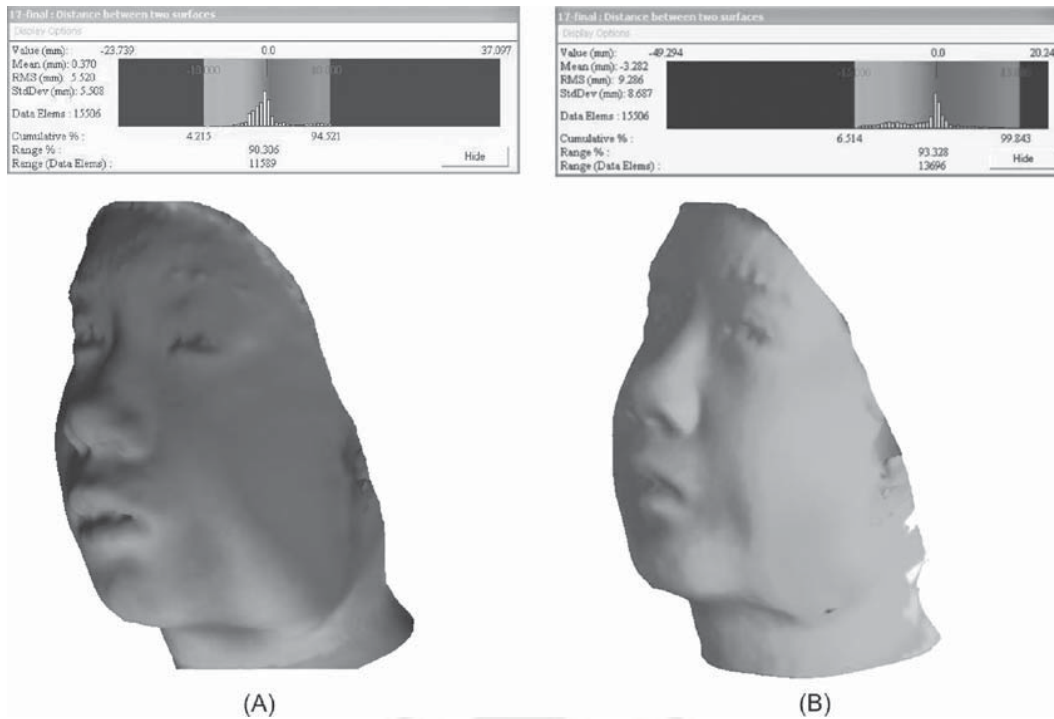 17-final : Distance between two surfaces
Display Options
Value (mm): -23.739 0.0 37.097
Mean (mm): 0.370
RMS (mm): 5.520
StdDev (mm): 5.508
-10.000 10.000
Data Elems : 15506
Cumulative % : 4.215 94.521
Range % : 90.306
Range (Data Elems) : 11589
Hide
17-final : Distance between two surfaces
Display Options
Value (mm): -49.294 0.0 20.24
Mean (mm): -3.282
RMS (mm): 9.286
StdDev (mm): 8.687
Data Elems : 15506
Cumulative % : 6.514 99.843
Range % : 93.328
Range (Data Elems) : 13696
Hide
(A)
(B)